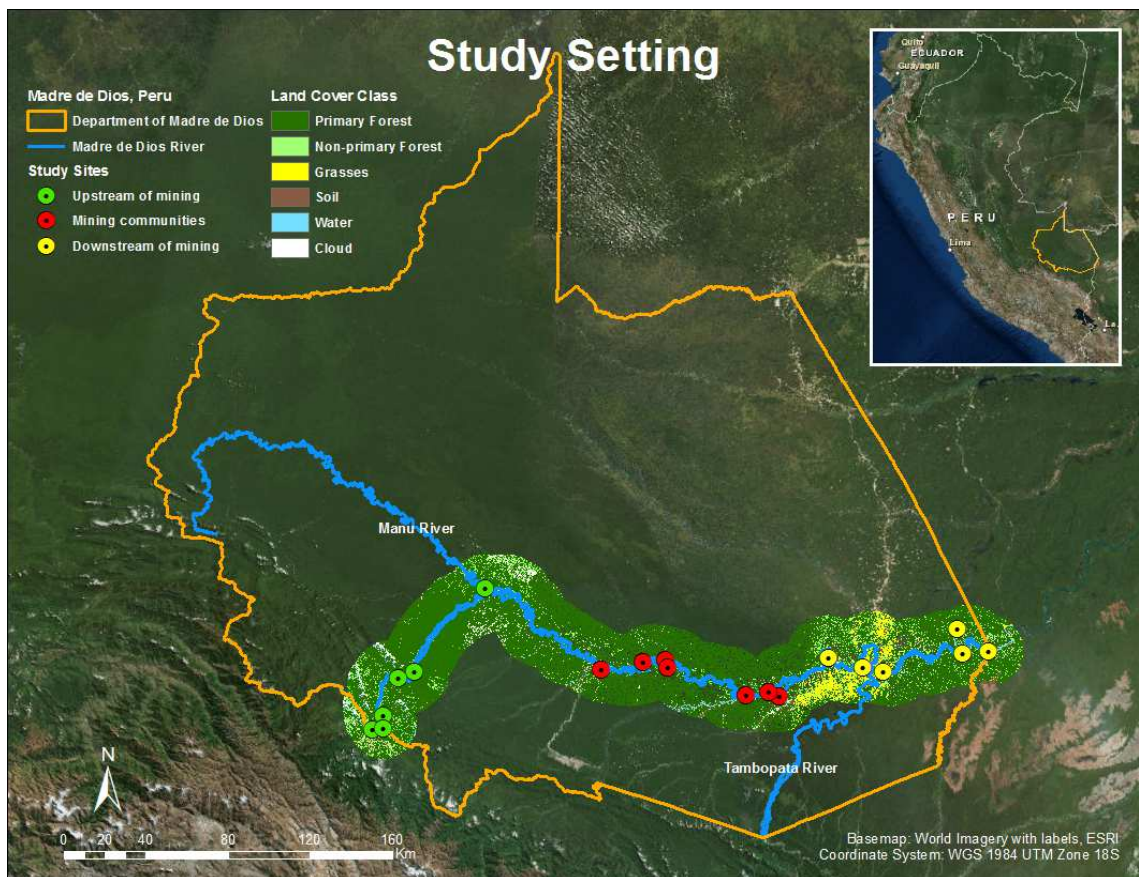 Study Setting
Madre de Dios, Peru
Department of Madre de Dios
Madre de Dios River
Study Sites
Upstream of mining
Mining communities
Downstream of mining
Land Cover Class
Primary Forest
Non-primary Forest
Grasses
Soil
Water
Cloud
Quito
ECUADOR
Guayaquil
PERU
Lima
La
Manu River
Tambopata River
N
0 20 40 80 120 160
Km
Basemap: World Imagery with labels, ESRI
Coordinate System: WGS 1984 UTM Zone 18S